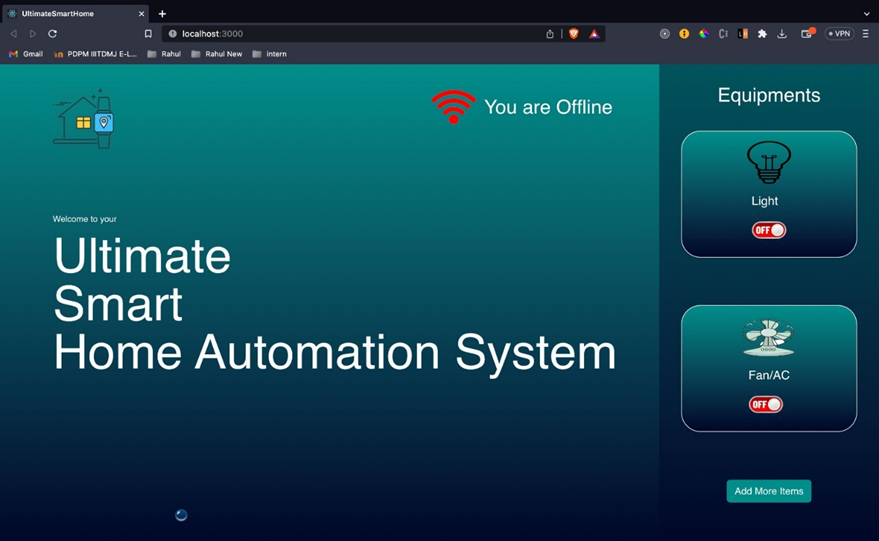 UltimateSmartHome
localhost:3000
VPN
Gmail
PDPM IIITDMJ E-L...
Rahul
Rahul New
intern
You are Offline
Welcome to your
Ultimate
Smart
Home Automation System
Equipments
Light
OFF
Fan/AC
OFF
Add More Items